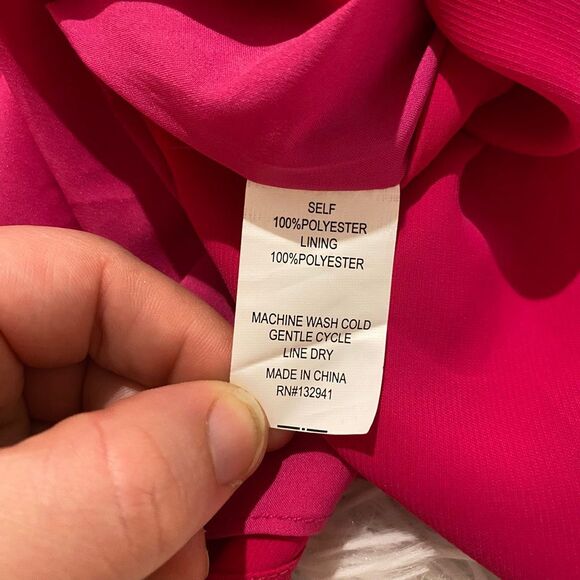 SELF
100%POLYESTER
LINING
100%POLYESTER
MACHINE WASH COLD
GENTLE CYCLE
LINE DRY
MADE IN CHINA
RN#132941